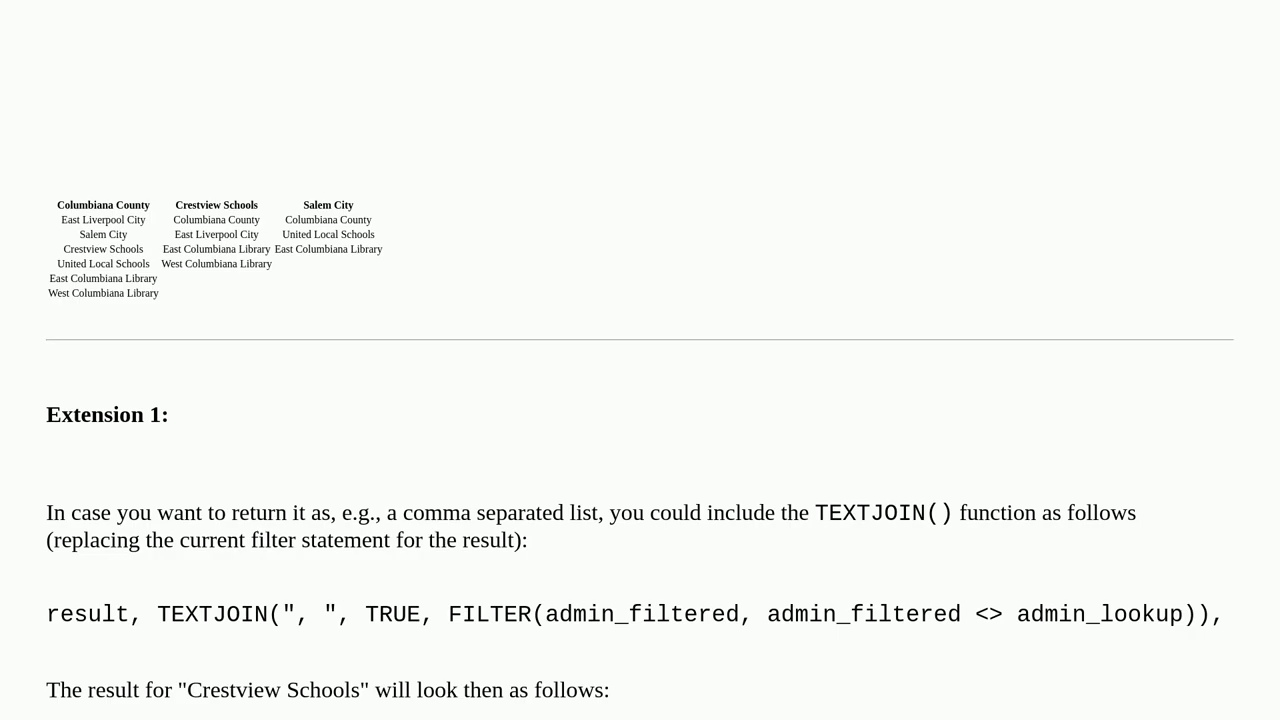 Columbiana County Crestview Schools Salem City
East Liverpool City Columbiana County Columbiana County
Salem City East Liverpool City United Local Schools
Crestview Schools East Columbiana Library East Columbiana Library
United Local Schools West Columbiana Library
East Columbiana Library
West Columbiana Library
Extension 1:
In case you want to return it as, e.g., a comma separated list, you could include the TEXTJOIN() function as follows
(replacing the current filter statement for the result):
result, TEXTJOIN(", ", TRUE, FILTER(admin_filtered, admin_filtered <> admin_lookup)),
The result for "Crestview Schools" will look then as follows: